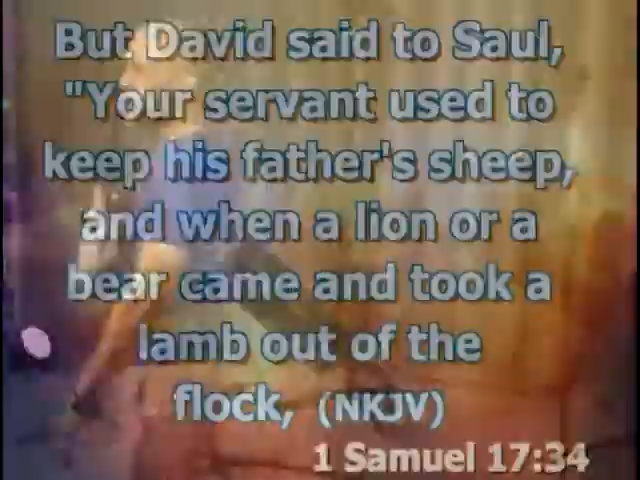 But David said to Saul,
"Your servant used to
keep his father's sheep,
and when a lion or a
bear came and took a
lamb out of the
flock, (NKJV)
1 Samuel 17:34